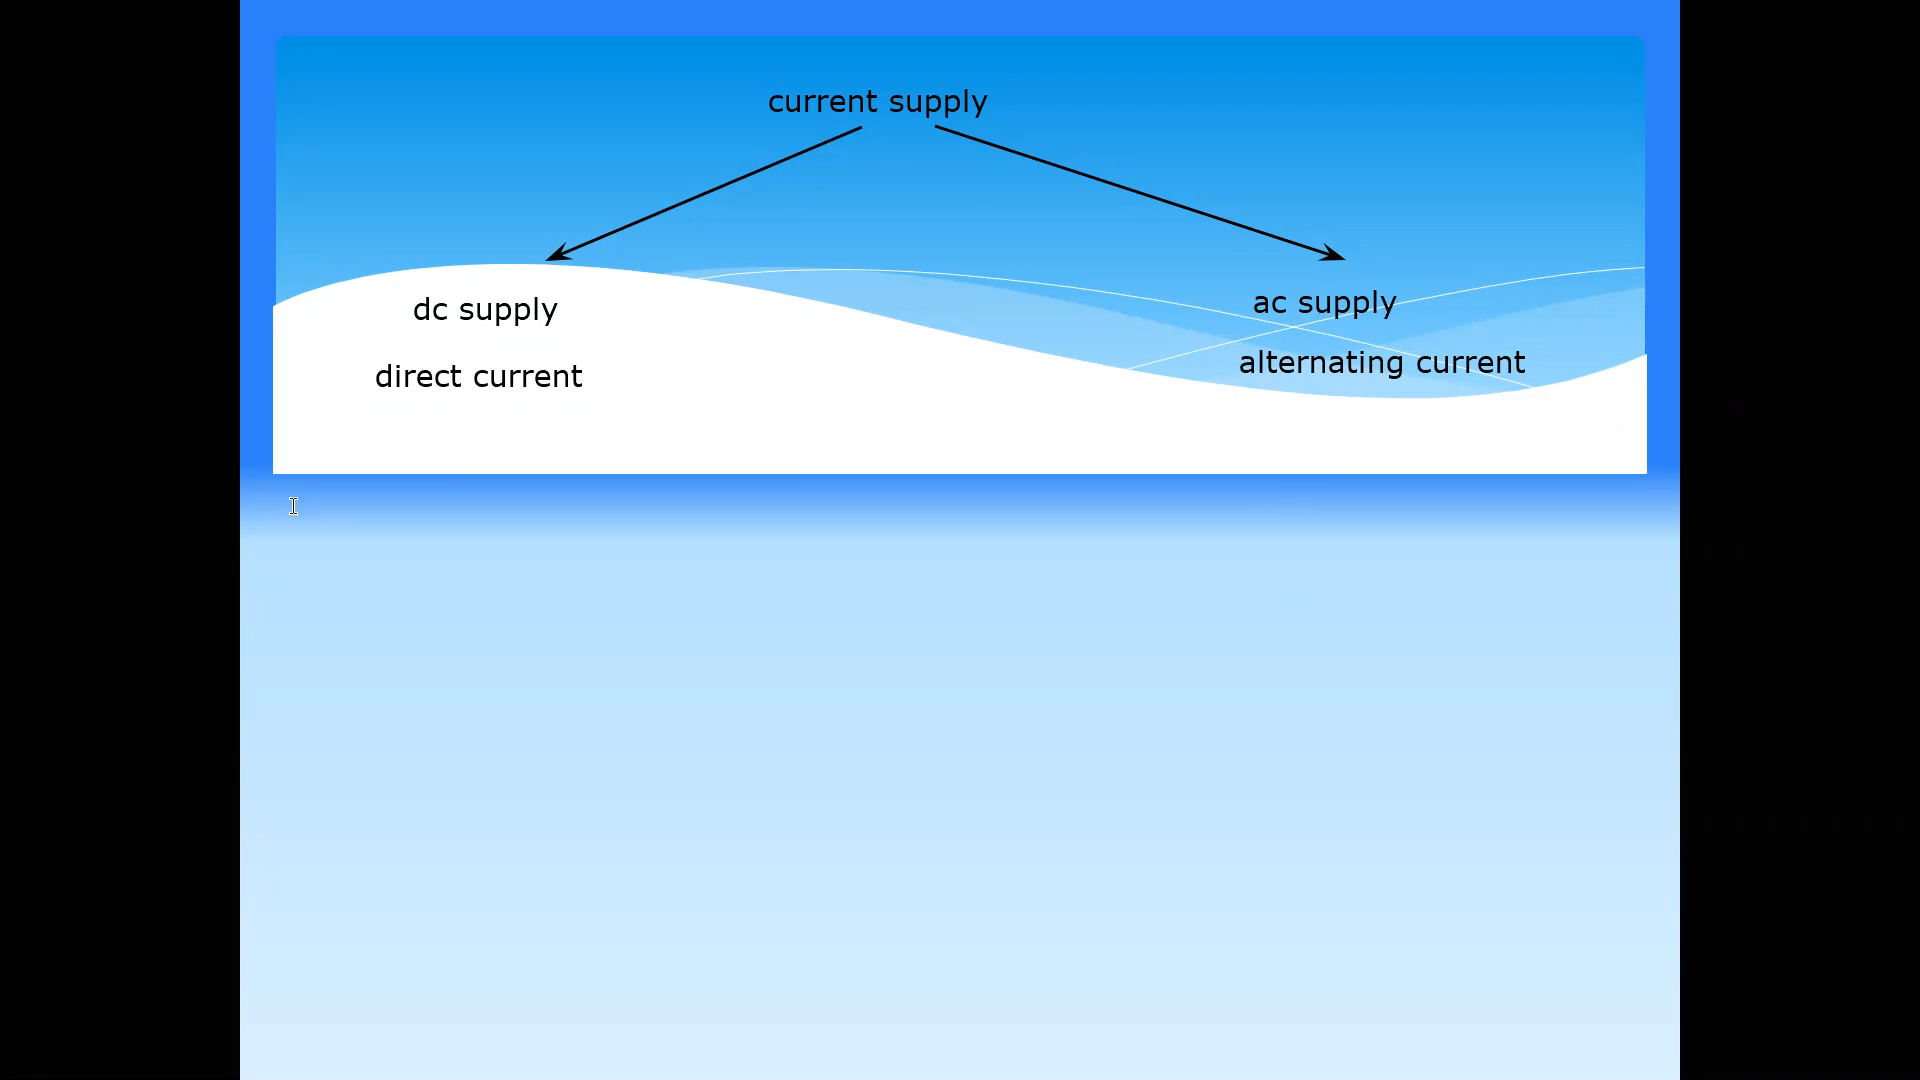 current supply
dc supply
direct current
ac supply
alternating current